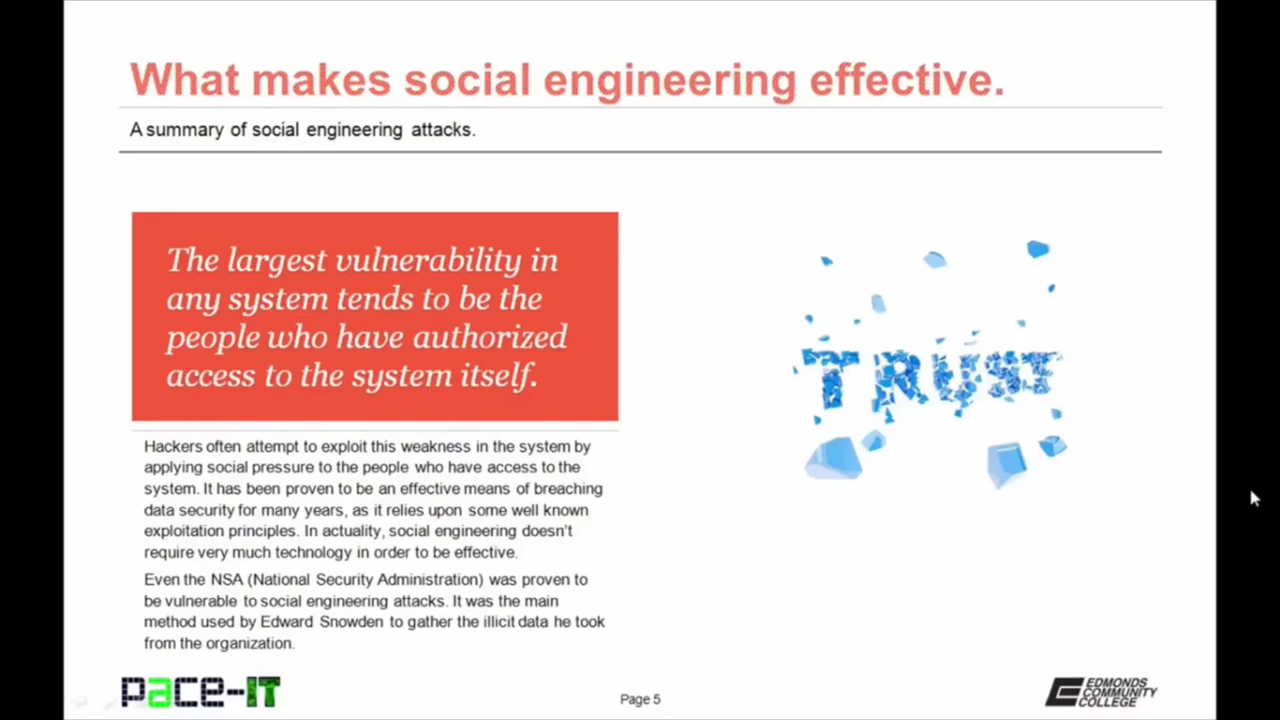 What makes social engineering effective.
A summary of social engineering attacks.
The largest vulnerability in
any system tends to be the
people who have authorized
access to the system itself.
TRUST
Hackers often attempt to exploit this weakness in the system by
applying social pressure to the people who have access to the
system. It has been proven to be an effective means of breaching
data security for many years, as it relies upon some well known
exploitation principles. In actuality, social engineering doesn't
require very much technology in order to be effective.
Even the NSA (National Security Administration) was proven to
be vulnerable to social engineering attacks. It was the main
method used by Edward Snowden to gather the illicit data he took
from the organization.
PACE-IT
Page 5
EDMONDS
COMMUNITY
COLLEGE